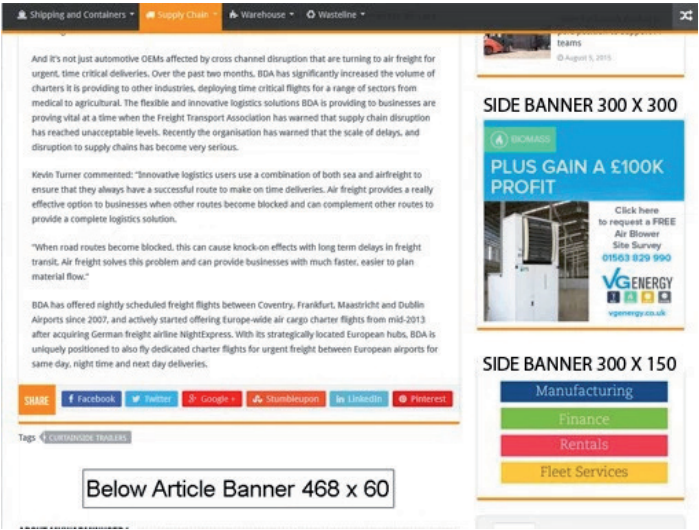 Shipping and Containers
Supply Chain
Warehouse
Wasteline
And it's not just automotive OEMs affected by cross channel disruption that are turning to air freight for
urgent, time critical deliveries. Over the past two months, BDA has significantly increased the volume of
charters it is providing to other industries, deploying time critical flights for a range of sectors from
medical to agricultural. The flexible and innovative logistics solutions BDA is providing to businesses are
proving vital at a time when the Freight Transport Association has warned that supply chain disruption
has reached unacceptable levels. Recently the organisation has warned that the scale of delays, and
disruption to supply chains has become very serious.
Kevin Turner commented: "Innovative logistics users use a combination of both sea and airfreight to
ensure that they always have a successful route to make on time deliveries. Air freight provides a really
effective option to businesses when other routes become blocked and can complement other routes to
provide a complete logistics solution.
"When road routes become blocked, this can cause knock-on effects with long term delays in freight
transit. Air freight solves this problem and can provide businesses with much faster, easier to plan
material flow."
BDA has offered nightly scheduled freight flights between Coventry, Frankfurt, Maastricht and Dublin
Airports since 2007, and actively started offering Europe-wide air cargo charter flights from mid-2013
after acquiring German freight airline NightExpress. With its strategically located European hubs, BDA is
uniquely positioned to also fly dedicated charter flights for urgent freight between European airports for
same day, night time and next day deliveries.
SHARE
Facebook
Twitter
Google +
Stumbleupon
LinkedIn
Pinterest
Tags
CURTAINSIDE TRAILERS
Below Article Banner 468 x 60
teams
August 5, 2015
SIDE BANNER 300 X 300
BIOMASS
PLUS GAIN A £100K
PROFIT
Click here
to request a FREE
Air Blower
Site Survey
01563 829 990
VG ENERGY
vgenergy.co.uk
SIDE BANNER 300 X 150
Manufacturing
Finance
Rentals
Fleet Services